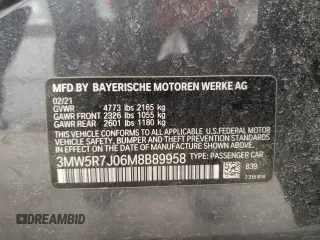 MFD BY BAYERISCHE MOTOREN WERKE AG
02/21
GVWR 4773 lbs 2165 kg
GAWR FRONT 2326 lbs 1055 kg
GAWR REAR 2601 lbs 1180 kg
THIS VEHICLE CONFORMS TO ALL APPLICABLE U.S. FEDERAL MOTOR VEHICLE SAFETY, BUMPER, AND THEFT PREVENTION STANDARDS IN EFFECT ON THE DATE OF MANUFACTURE SHOWN ABOVE.
3MW5R7J06M8B89958 TYPE: PASSENGER CAR
B39
DREAMBID